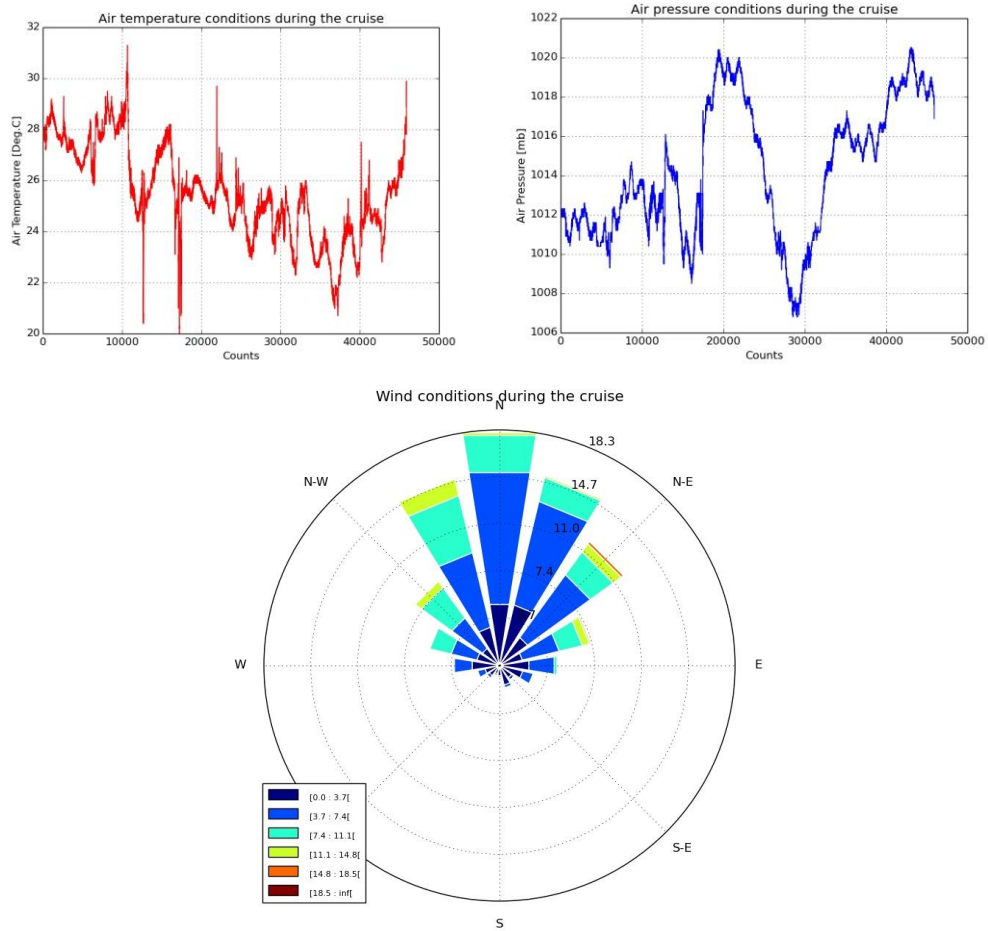 Air temperature conditions during the cruise
32
30
28
26
24
22
20
Air Temperature [Deg.C]
0 10000 20000 30000 40000 50000
Counts
Air pressure conditions during the cruise
1022
1020
1018
1016
1014
1012
1010
1008
1006
Air Pressure [mb]
0 10000 20000 30000 40000 50000
Counts
Wind conditions during the cruise
N
18.3
N-W
14.7
N-E
11.0
7.4
7
W
E
[0.0 : 3.7[
[3.7 : 7.4[
[7.4 : 11.1[
[11.1 : 14.8[
[14.8 : 18.5[
[18.5 : inf[
S-E
S